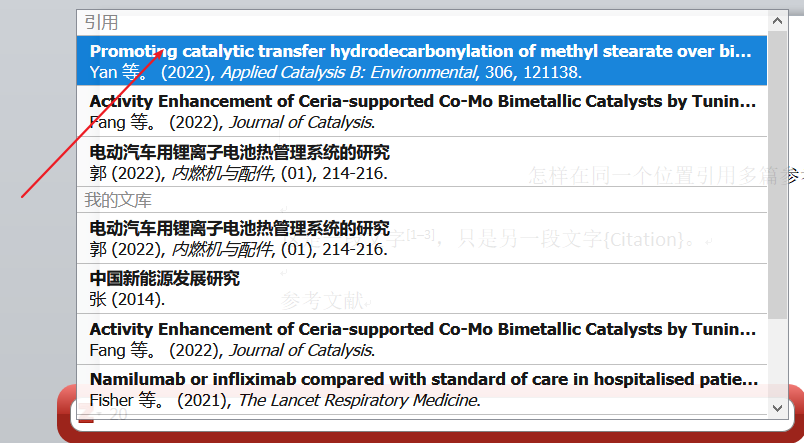 引用
Promoting catalytic transfer hydrodecarbonylation of methyl stearate over bi...
Yan 等。 (2022), Applied Catalysis B: Environmental, 306, 121138.
Activity Enhancement of Ceria-supported Co-Mo Bimetallic Catalysts by Tunin...
Fang 等。 (2022), Journal of Catalysis.
电动汽车用锂离子电池热管理系统的研究
郭 (2022), 内燃机与配件, (01), 214-216.
怎样在同一个位置引用多篇参考
我的文库
电动汽车用锂离子电池热管理系统的研究
郭 (2022), 内燃机与配件, (01), 214-216.
字[1–3]，只是另一段文字{Citation}。
中国新能源发展研究
张 (2014).
参考文献
Activity Enhancement of Ceria-supported Co-Mo Bimetallic Catalysts by Tunin...
Fang 等。 (2022), Journal of Catalysis.
Namilumab or infliximab compared with standard of care in hospitalised patie...
Fisher 等。 (2021), The Lancet Respiratory Medicine.
Z
20